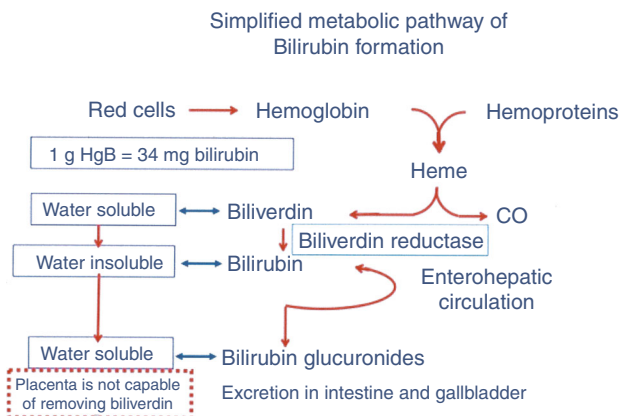 Simplified metabolic pathway of
Bilirubin formation
Red cells
Hemoglobin
Hemoproteins
1 g HgB = 34 mg bilirubin
Heme
Water soluble
Biliverdin
CO
Biliverdin reductase
Water insoluble
Bilirubin
Enterohepatic
circulation
Water soluble
Bilirubin glucuronides
Placenta is not capable
of removing biliverdin
Excretion in intestine and gallbladder